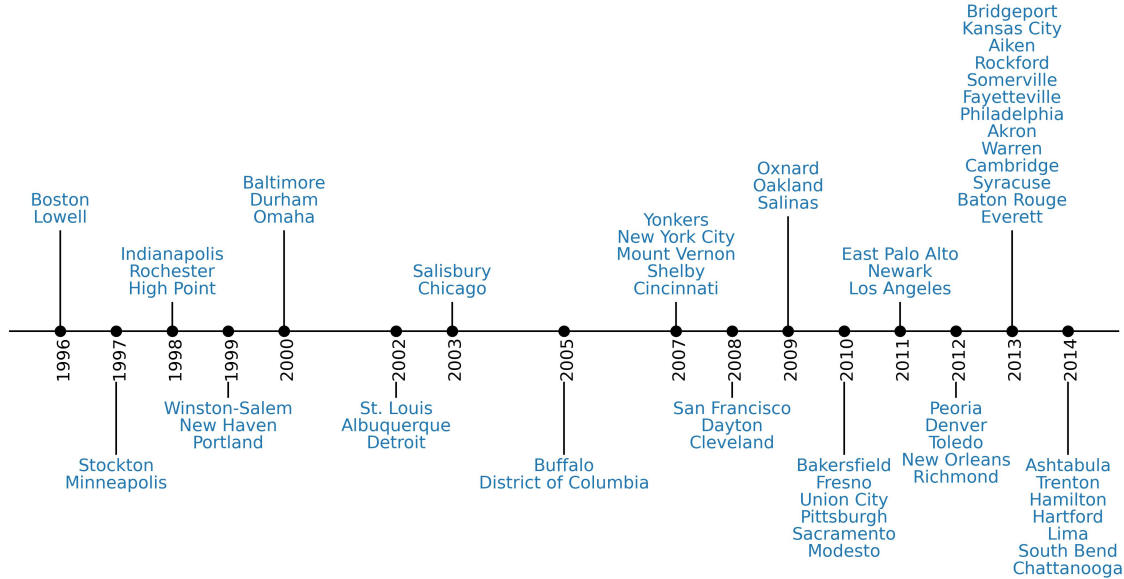 Bridgeport
Kansas City
Aiken
Rockford
Somerville
Fayetteville
Philadelphia
Akron
Warren
Cambridge
Syracuse
Baton Rouge
Everett
Oxnard
Oakland
Salinas
Baltimore
Durham
Omaha
Boston
Lowell
Yonkers
New York City
Mount Vernon
Shelby
Cincinnati
Indianapolis
Rochester
High Point
East Palo Alto
Newark
Los Angeles
Salisbury
Chicago
1996
1997
1998
1999
2000
2002
2003
2005
2007
2008
2009
2010
2011
2012
2013
2014
Winston-Salem
New Haven
Portland
St. Louis
Albuquerque
Detroit
San Francisco
Dayton
Cleveland
Peoria
Denver
Toledo
New Orleans
Richmond
Stockton
Minneapolis
Buffalo
District of Columbia
Bakersfield
Fresno
Union City
Pittsburgh
Sacramento
Modesto
Ashtabula
Trenton
Hamilton
Hartford
Lima
South Bend
Chattanooga